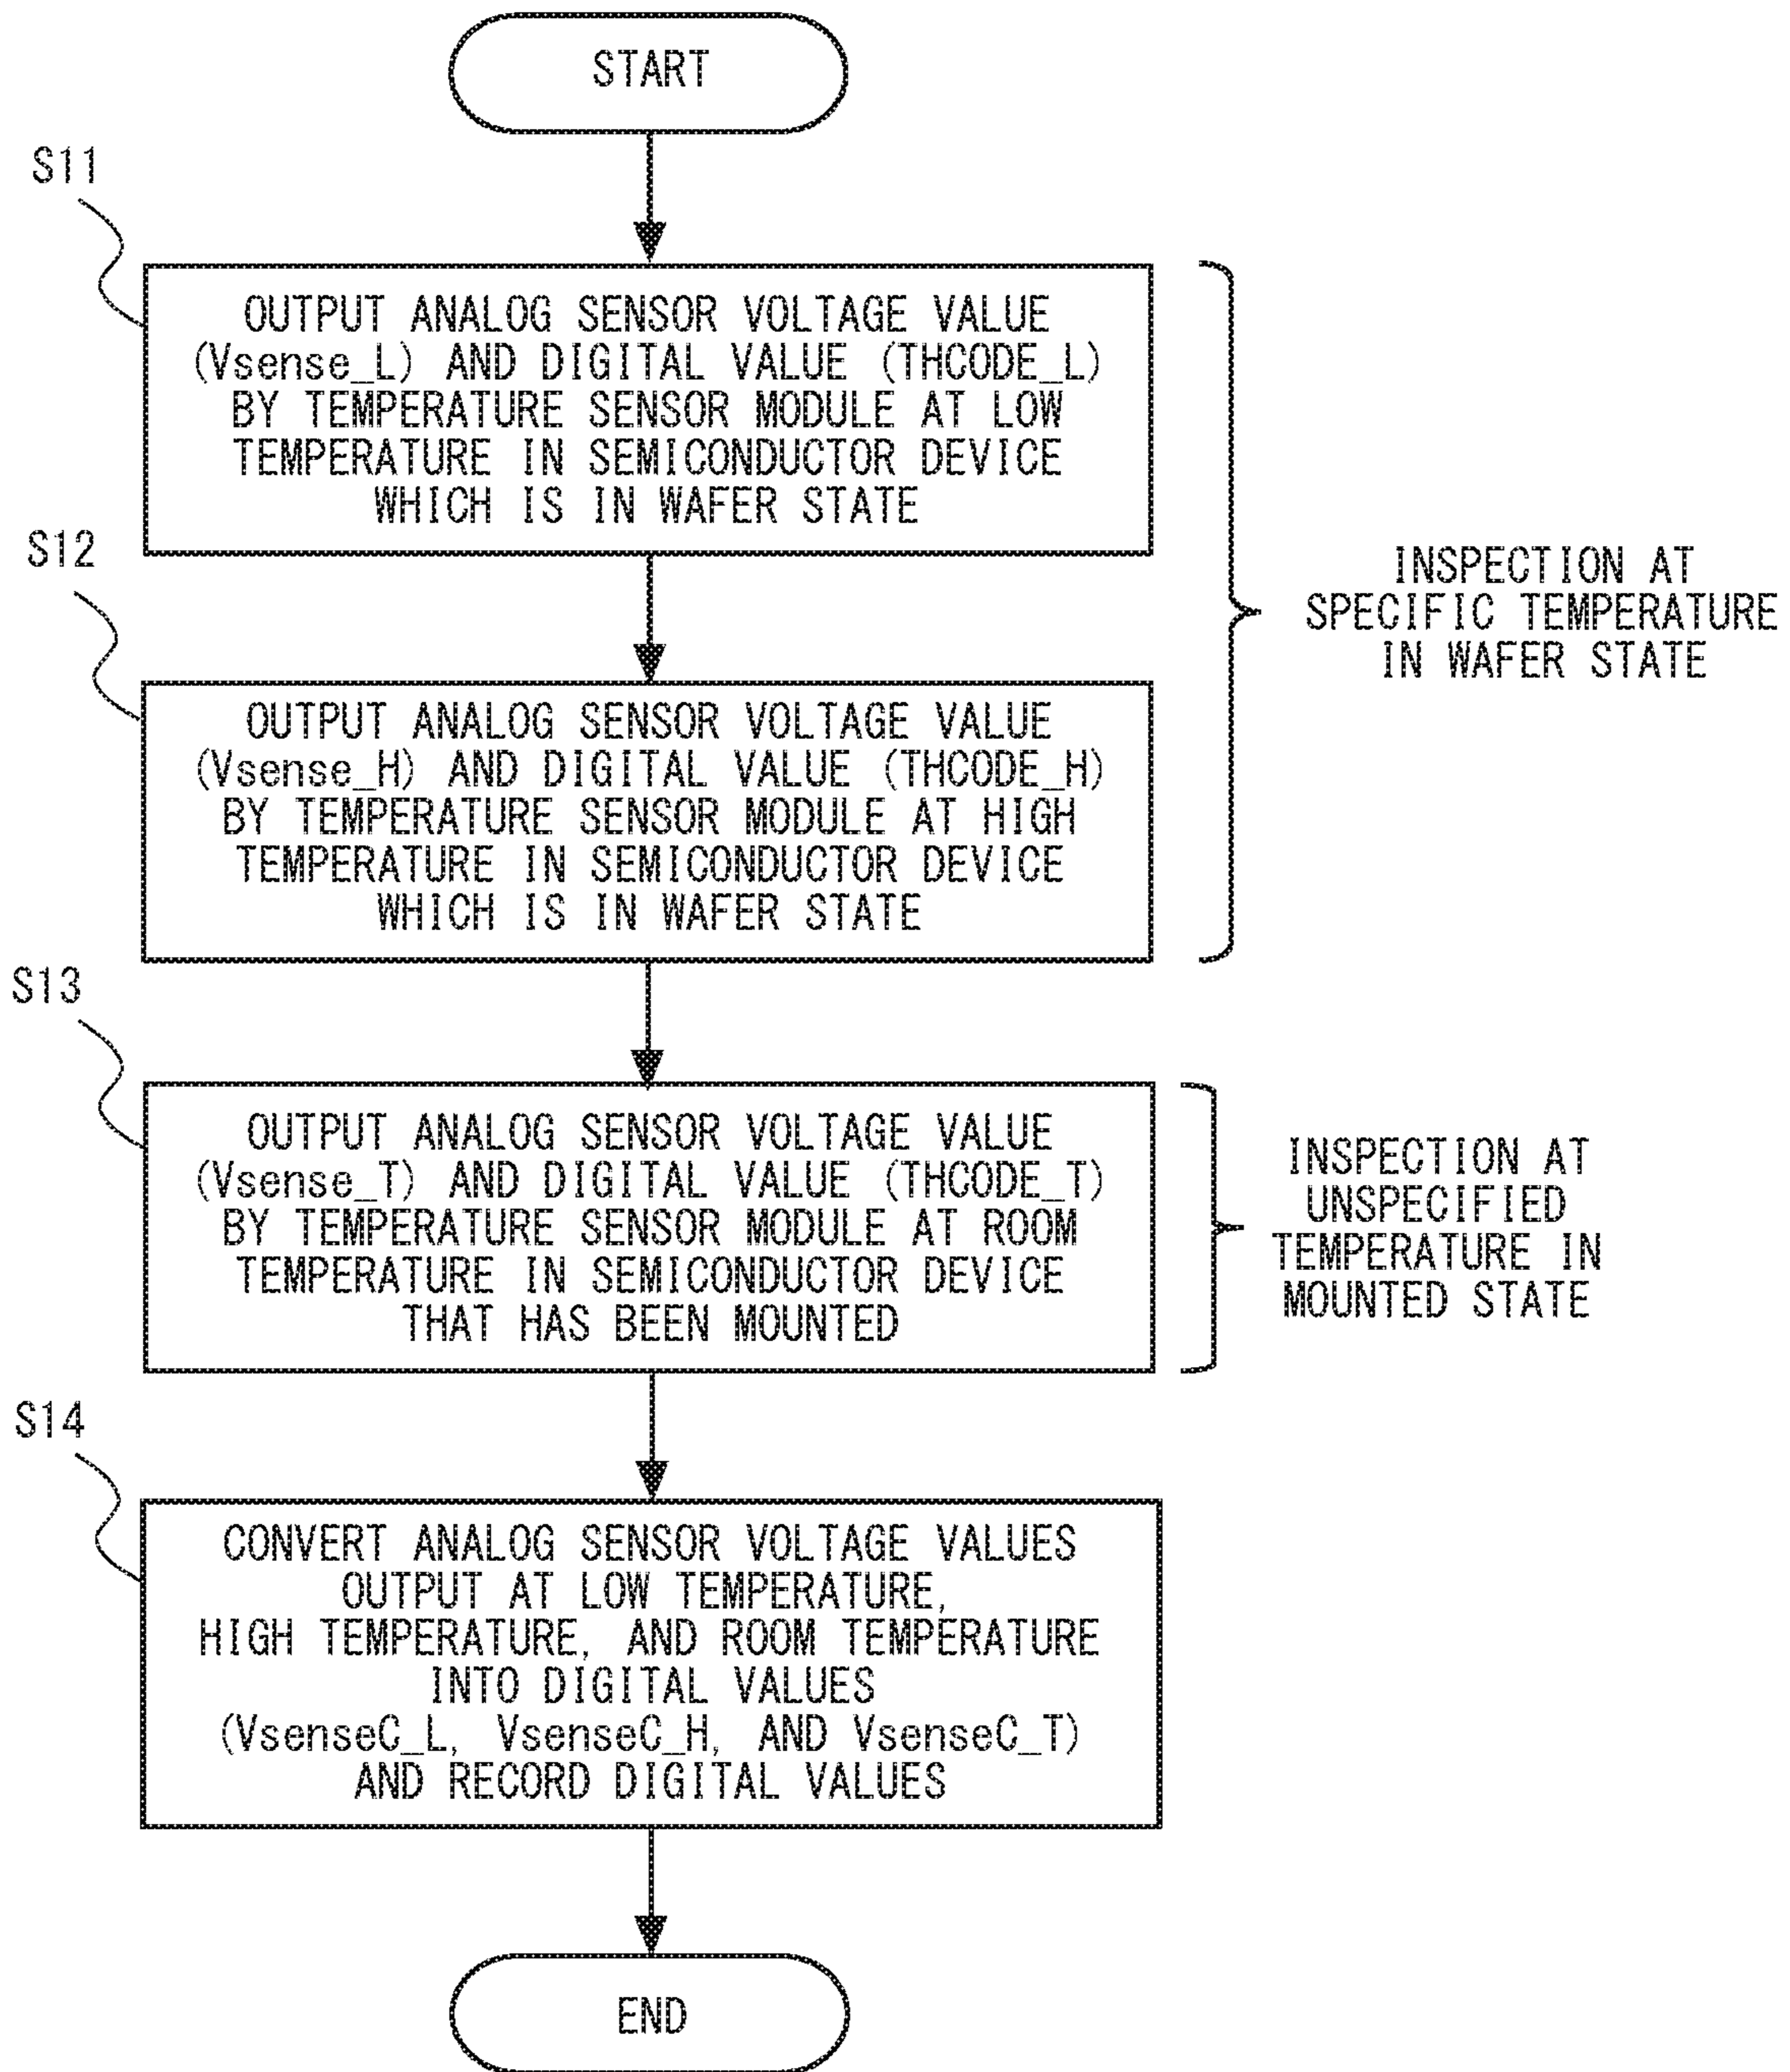 START
S11
OUTPUT ANALOG SENSOR VOLTAGE VALUE
(Vsense_L) AND DIGITAL VALUE (THCODE_L)
BY TEMPERATURE SENSOR MODULE AT LOW
TEMPERATURE IN SEMICONDUCTOR DEVICE
WHICH IS IN WAFER STATE
S12
OUTPUT ANALOG SENSOR VOLTAGE VALUE
(Vsense_H) AND DIGITAL VALUE (THCODE_H)
BY TEMPERATURE SENSOR MODULE AT HIGH
TEMPERATURE IN SEMICONDUCTOR DEVICE
WHICH IS IN WAFER STATE
INSPECTION AT
SPECIFIC TEMPERATURE
IN WAFER STATE
S13
OUTPUT ANALOG SENSOR VOLTAGE VALUE
(Vsense_T) AND DIGITAL VALUE (THCODE_T)
BY TEMPERATURE SENSOR MODULE AT ROOM
TEMPERATURE IN SEMICONDUCTOR DEVICE
THAT HAS BEEN MOUNTED
INSPECTION AT
UNSPECIFIED
TEMPERATURE IN
MOUNTED STATE
S14
CONVERT ANALOG SENSOR VOLTAGE VALUES
OUTPUT AT LOW TEMPERATURE,
HIGH TEMPERATURE, AND ROOM TEMPERATURE
INTO DIGITAL VALUES
(VsenseC_L, VsenseC_H, AND VsenseC_T)
AND RECORD DIGITAL VALUES
END